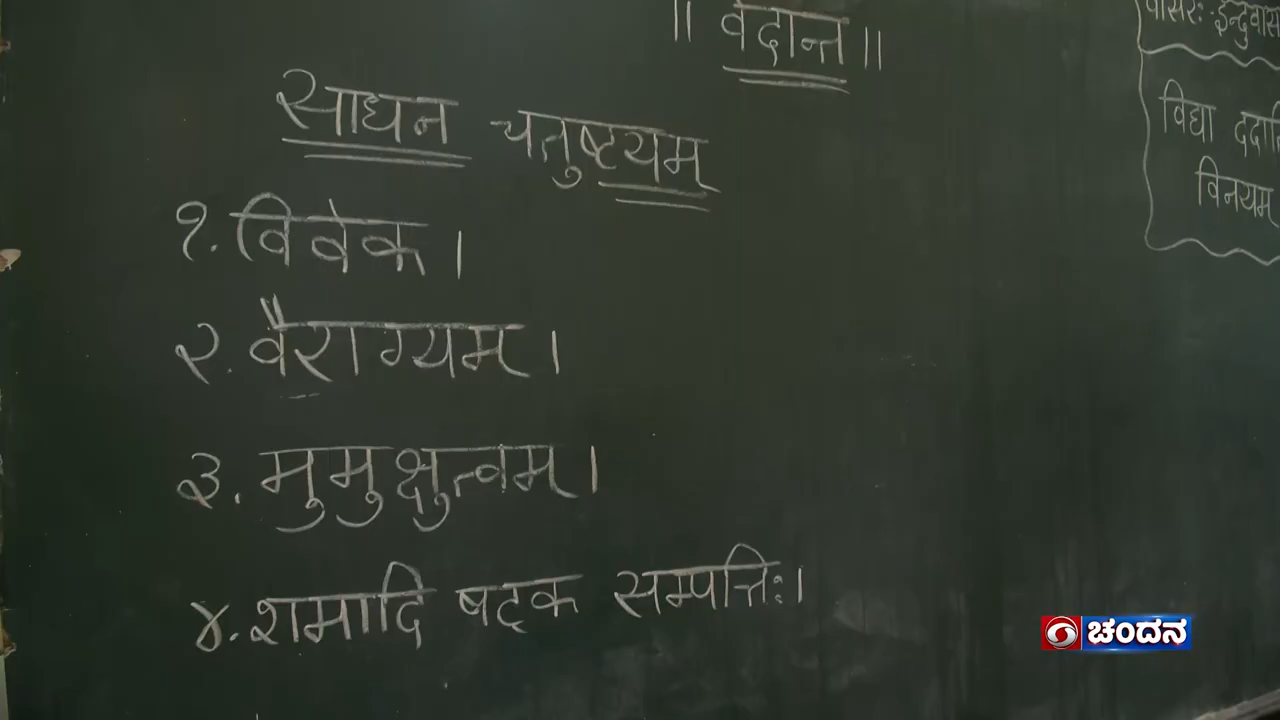 ॥ वेदान्त ॥
साधन चतुष्टयम्
१. विवेक ।
२. वैराग्यम् ।
३. मुमुक्षुत्वम् ।
४. शमादि षट्क सम्पत्तिः ।
विद्या
विनयम्
ಚಂದನ